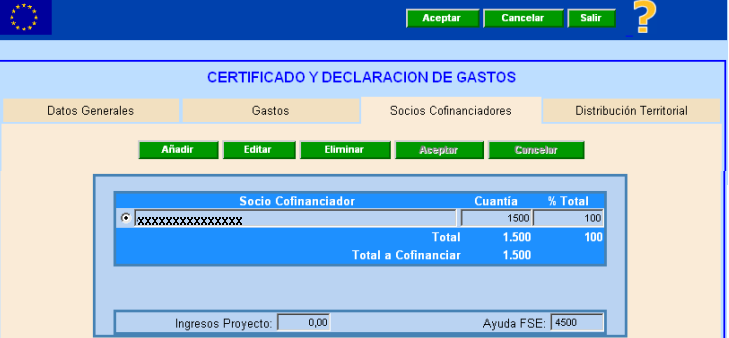 Aceptar Cancelar Salir ?
CERTIFICADO Y DECLARACION DE GASTOS
Datos Generales Gastos Socios Cofinanciadores Distribución Territorial
Añadir Editar Eliminar Aceptar Cancelar
Socio Cofinanciador Cuantía % Total
xxxxxxxxxxxxxxx 1500 100
Total 1.500 100
Total a Cofinanciar 1.500
Ingresos Proyecto: 0,00 Ayuda FSE: 4500